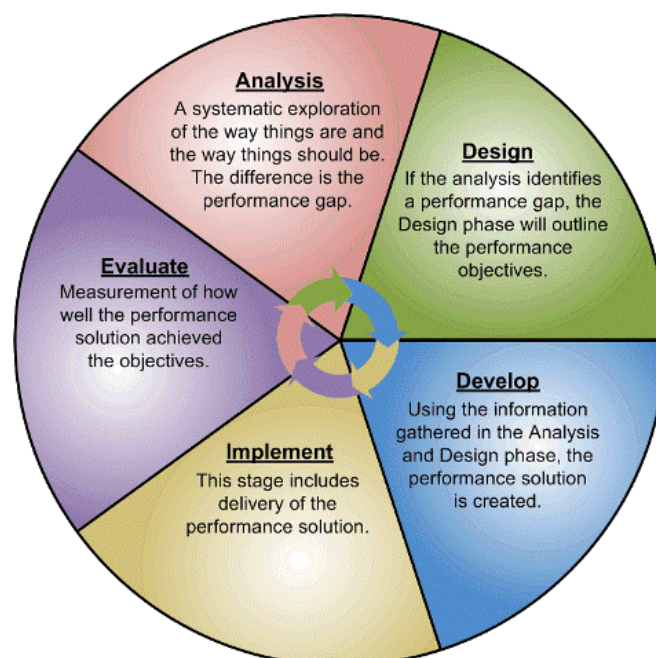 Analysis
A systematic exploration
of the way things are and
the way things should be.
The difference is the
performance gap.
Design
If the analysis identifies
a performance gap, the
Design phase will outline
the performance
objectives.
Develop
Using the information
gathered in the Analysis
and Design phase, the
performance solution
is created.
Implement
This stage includes
delivery of the
performance solution.
Evaluate
Measurement of how
well the performance
solution achieved
the objectives.